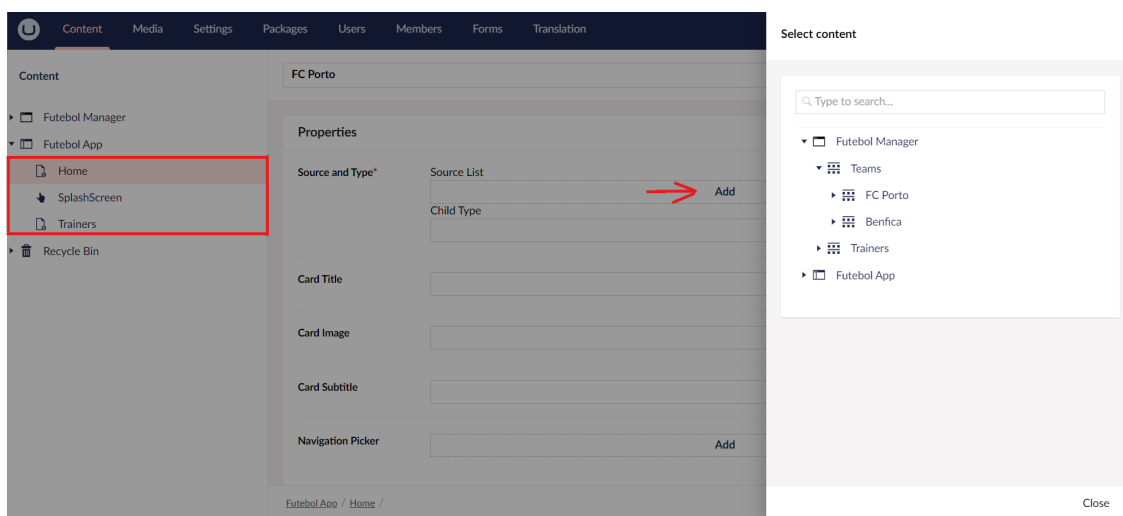 Content Media Settings Packages Users Members Forms Translation
Content
Futebol Manager
Futebol App
Home
SplashScreen
Trainers
Recycle Bin
FC Porto
Properties
Source and Type*
Source List
Add
Child Type
Card Title
Card Image
Card Subtitle
Navigation Picker
Add
Futebol App / Home /
Select content
Type to search...
Futebol Manager
Teams
FC Porto
Benfica
Trainers
Futebol App
Close